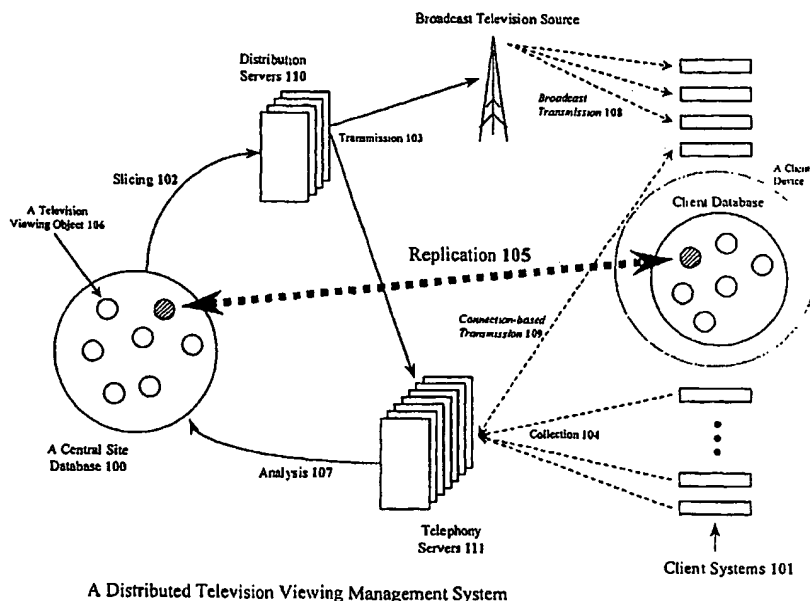 Broadcast Television Source
Distribution
Servers 110
Broadcast
Transmission 108
Transmission 103
Slicing 102
A Client
Device
Client Database
A Television
Viewing Object 106
Replication 105
Connection-based
Transmission 109
Collection 104
A Central Site
Database 100
Analysis 107
Telephony
Servers 111
Client Systems 101
A Distributed Television Viewing Management System